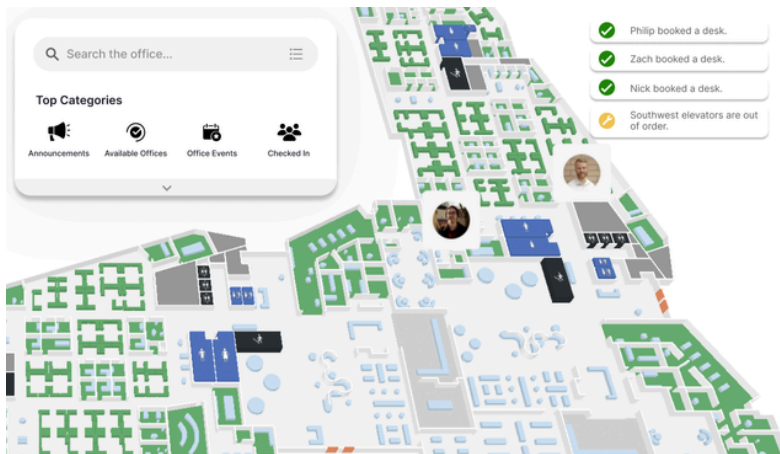 Search the office...
Top Categories
Announcements
Available Offices
Office Events
Checked In
Philip booked a desk.
Zach booked a desk.
Nick booked a desk.
Southwest elevators are out
of order.